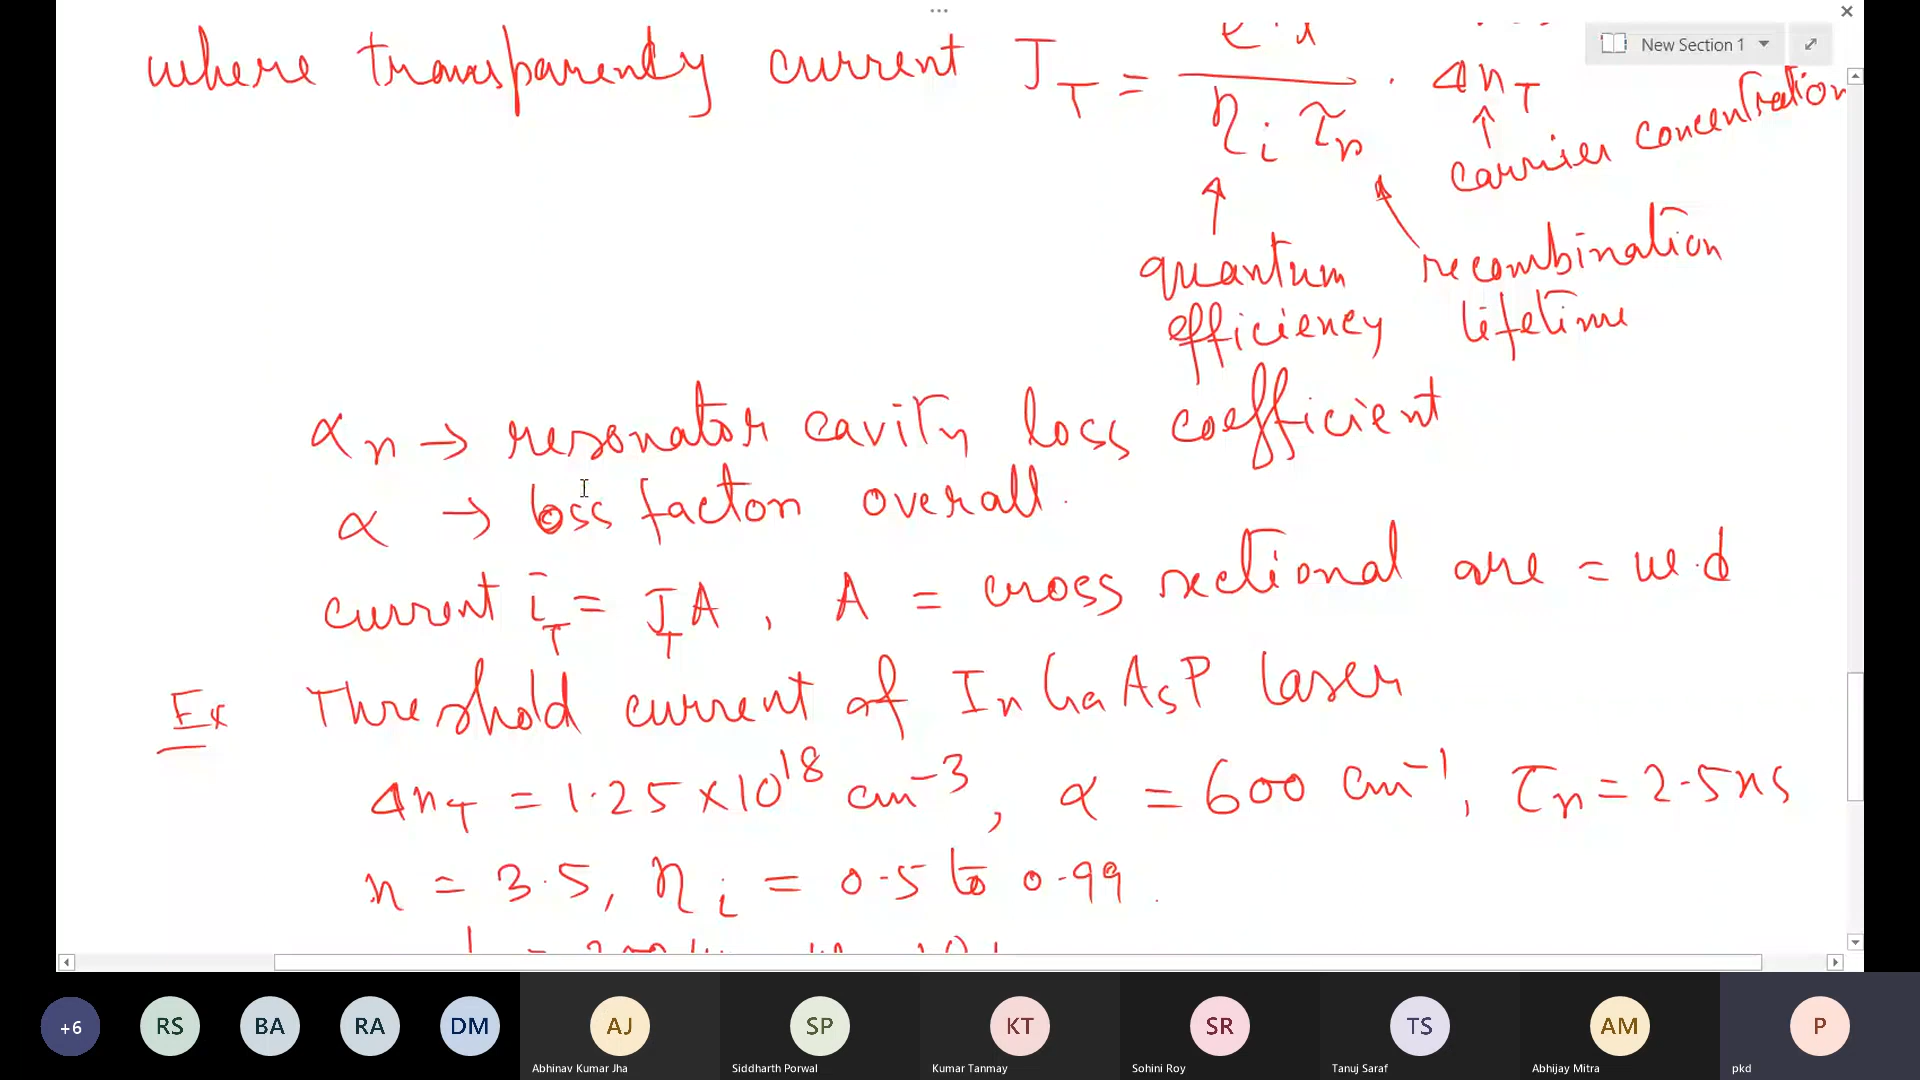 New Section 1
where transparenty current J_T = e.l / η_i τ_n . Δn_T
carrier concentration
quantum recombination
efficieney lifetime
α_n → resonator cavity loss coefficient
α → loss factor overall.
current i_T = J_T A , A = cross sectional are = w.d
Ex Threshold current of InGaAsP laser
Δn_T = 1.25 x 10^18 cm^-3 , α = 600 cm^-1 , τ_n = 2.5 ns
n = 3.5, η_i = 0.5 to 0.99 .
+6 RS BA RA DM AJ SP KT SR TS AM P
Abhinav Kumar Jha Siddharth Porwal Kumar Tanmay Sohini Roy Tanuj Saraf Abhijay Mitra pkd